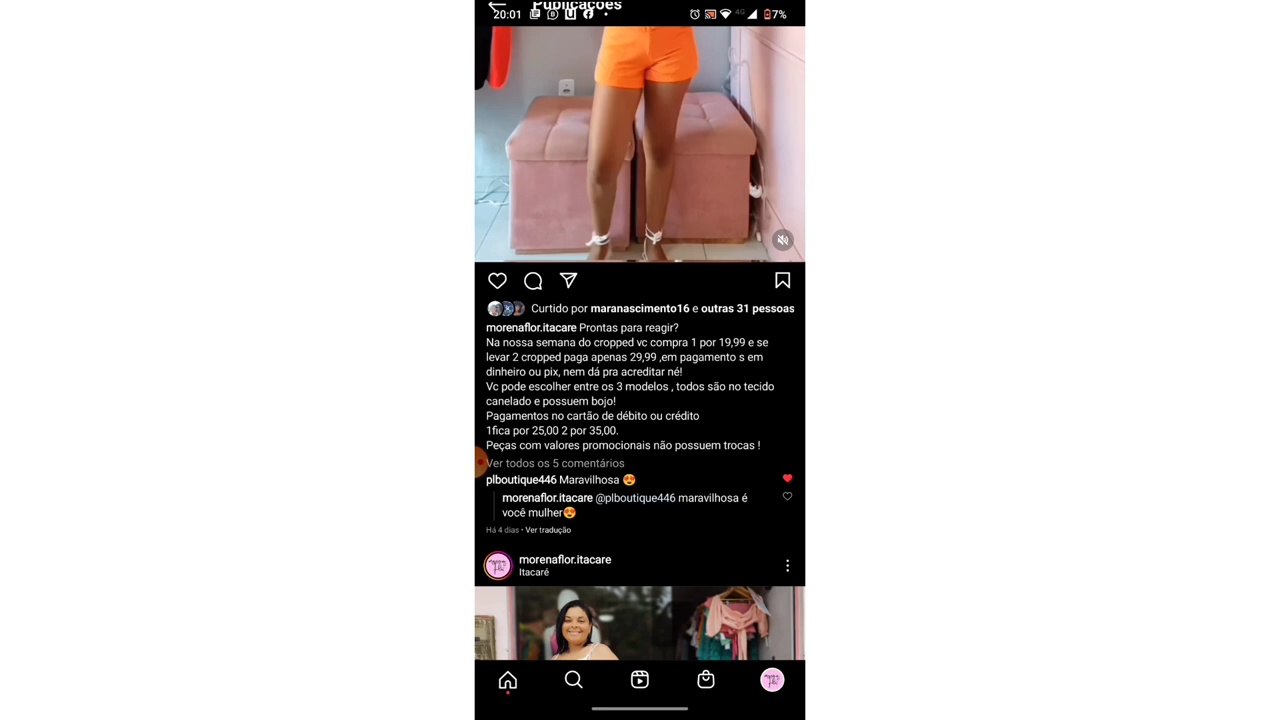 Publicações
20:01
4G
7%
Curtido por maranascimento16 e outras 31 pessoas
morenaflor.itacare Prontas para reagir?
Na nossa semana do cropped vc compra 1 por 19,99 e se
levar 2 cropped paga apenas 29,99 ,em pagamento s em
dinheiro ou pix, nem dá pra acreditar né!
Vc pode escolher entre os 3 modelos , todos são no tecido
canelado e possuem bojo!
Pagamentos no cartão de débito ou crédito
1fica por 25,00 2 por 35,00.
Peças com valores promocionais não possuem trocas !
Ver todos os 5 comentários
plboutique446 Maravilhosa 😍
morenaflor.itacare @plboutique446 maravilhosa é
você mulher😍
Há 4 dias • Ver tradução
morenaflor.itacare
Itacaré